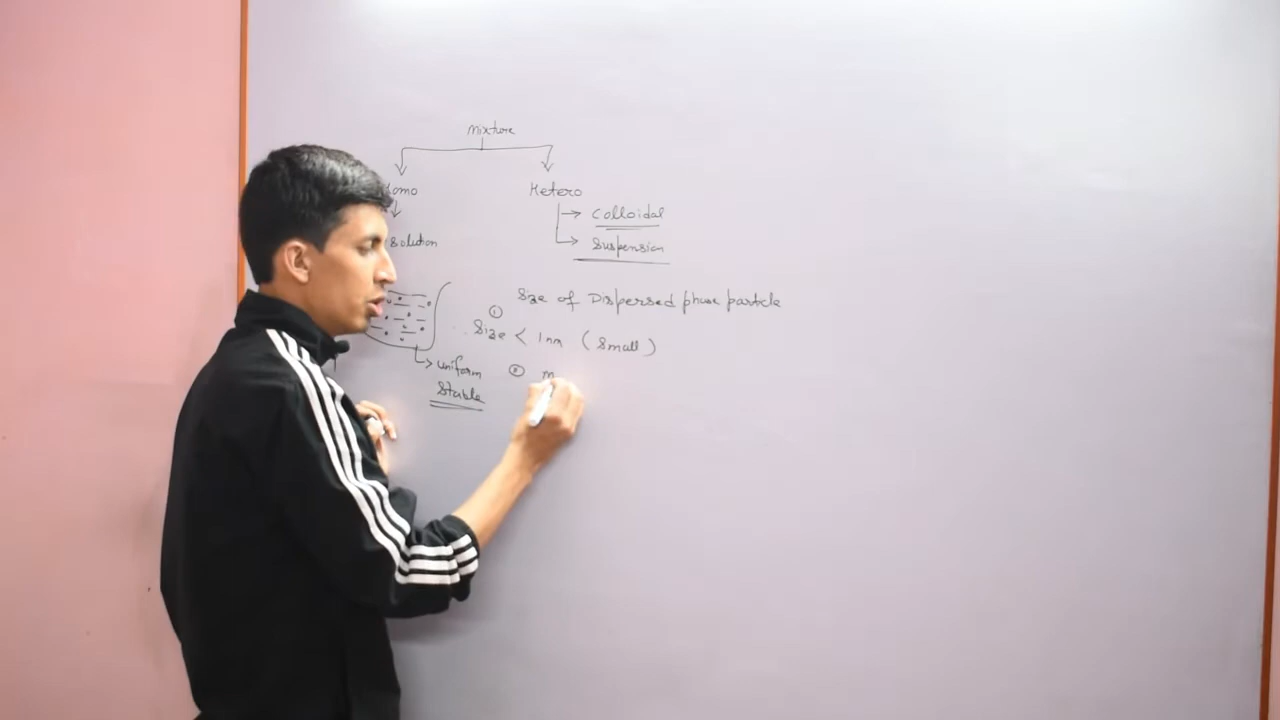 Mixture
Homo Hetero
Colloidal
Solution Suspension
① Size of Dispersed phase particle
Size < 1nm (Small)
uniform ② m
Stable